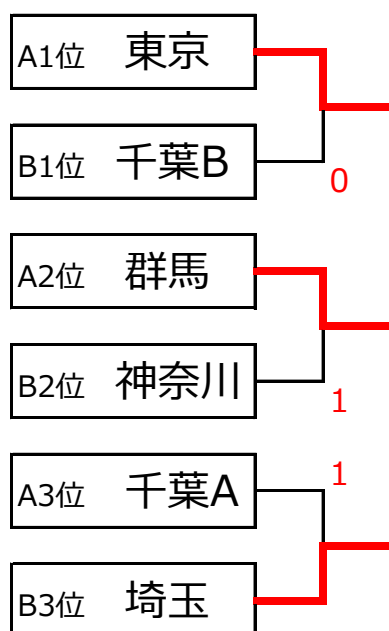 A1位 東京
B1位 千葉B
0
A2位 群馬
B2位 神奈川
1
1
A3位 千葉A
B3位 埼玉